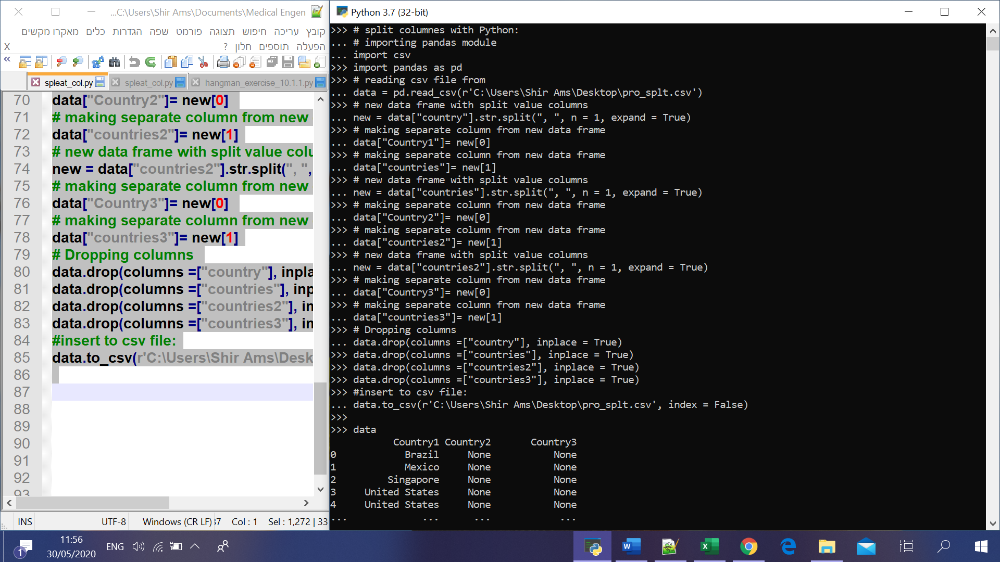 ...C:\Users\Shir Ams\Documents\Medical Engen
קובץ עריכה חיפוש תצוגה פורמט שפה הגדרות כלים מאקרו מקשים
הפעלה תוספים חלון ?
X
spleat_col.py spleat_col.py hangman_exercise_10.1.1.py
70 data["Country2"]= new[0]
71 # making separate column from new
72 data["countries2"]= new[1]
73 # new data frame with split value colu
74 new = data["countries2"].str.split(", ",
75 # making separate column from new
76 data["Country3"]= new[0]
77 # making separate column from new
78 data["countries3"]= new[1]
79 # Dropping columns
80 data.drop(columns =["country"], inpla
81 data.drop(columns =["countries"], inp
82 data.drop(columns =["countries2"], in
83 data.drop(columns =["countries3"], in
84 #insert to csv file:
85 data.to_csv(r'C:\Users\Shir Ams\Desk
86
87
88
89
90
91
92
93
INS UTF-8 Windows (CR LF) 37 Col : 1 Sel : 1,272 | 33
Python 3.7 (32-bit)
>>> # split columnes with Python:
... # importing pandas module
... import csv
>>> import pandas as pd
>>> # reading csv file from
... data = pd.read_csv(r'C:\Users\Shir Ams\Desktop\pro_splt.csv')
>>> # new data frame with split value columns
... new = data["country"].str.split(", ", n = 1, expand = True)
>>> # making separate column from new data frame
... data["Country1"]= new[0]
>>> # making separate column from new data frame
... data["countries"]= new[1]
>>> # new data frame with split value columns
... new = data["countries"].str.split(", ", n = 1, expand = True)
>>> # making separate column from new data frame
... data["Country2"]= new[0]
>>> # making separate column from new data frame
... data["countries2"]= new[1]
>>> # new data frame with split value columns
... new = data["countries2"].str.split(", ", n = 1, expand = True)
>>> # making separate column from new data frame
... data["Country3"]= new[0]
>>> # making separate column from new data frame
... data["countries3"]= new[1]
>>> # Dropping columns
... data.drop(columns =["country"], inplace = True)
>>> data.drop(columns =["countries"], inplace = True)
>>> data.drop(columns =["countries2"], inplace = True)
>>> data.drop(columns =["countries3"], inplace = True)
>>> #insert to csv file:
... data.to_csv(r'C:\Users\Shir Ams\Desktop\pro_splt.csv', index = False)
>>>
>>> data
Country1 Country2 Country3
0 Brazil None None
1 Mexico None None
2 Singapore None None
3 United States None None
4 United States None None
... ... ... ...
1
11:56
30/05/2020
ENG